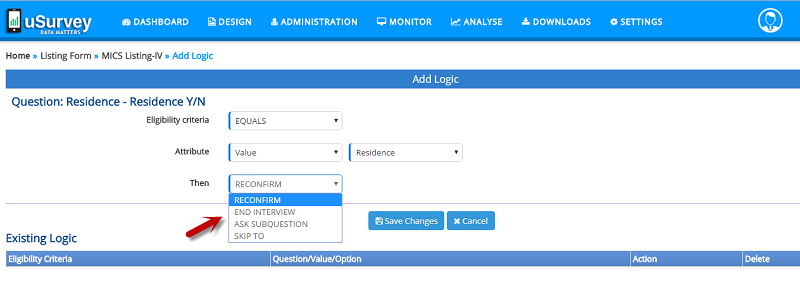 uSurvey
DATA MATTERS
DASHBOARD DESIGN ADMINISTRATION MONITOR ANALYSE DOWNLOADS SETTINGS
Home » Listing Form » MICS Listing-IV » Add Logic
Add Logic
Question: Residence - Residence Y/N
Eligibility criteria EQUALS
Attribute Value Residence
Then RECONFIRM
RECONFIRM
END INTERVIEW
ASK SUBQUESTION
SKIP TO
Save Changes Cancel
Existing Logic
Eligibility Criteria Question/Value/Option Action Delete